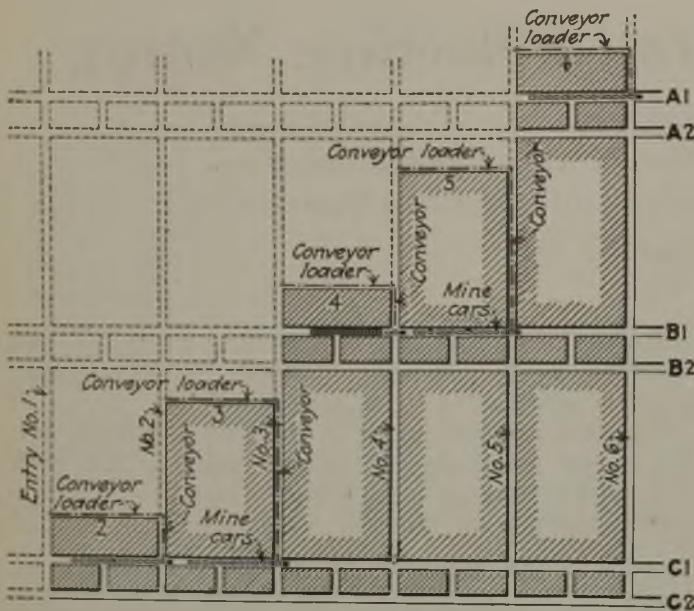 Conveyor
loader
A1
A2
Conveyor loader
5
Conveyor
Conveyor
Conveyor
loader
4
Mine
cars
B1
B2
Conveyor loader
Entry No.1
No.2
3
No.3
Conveyor
Conveyor
No.4
No.5
No.6
Conveyor
loader
2
Mine
cars
C1
C2